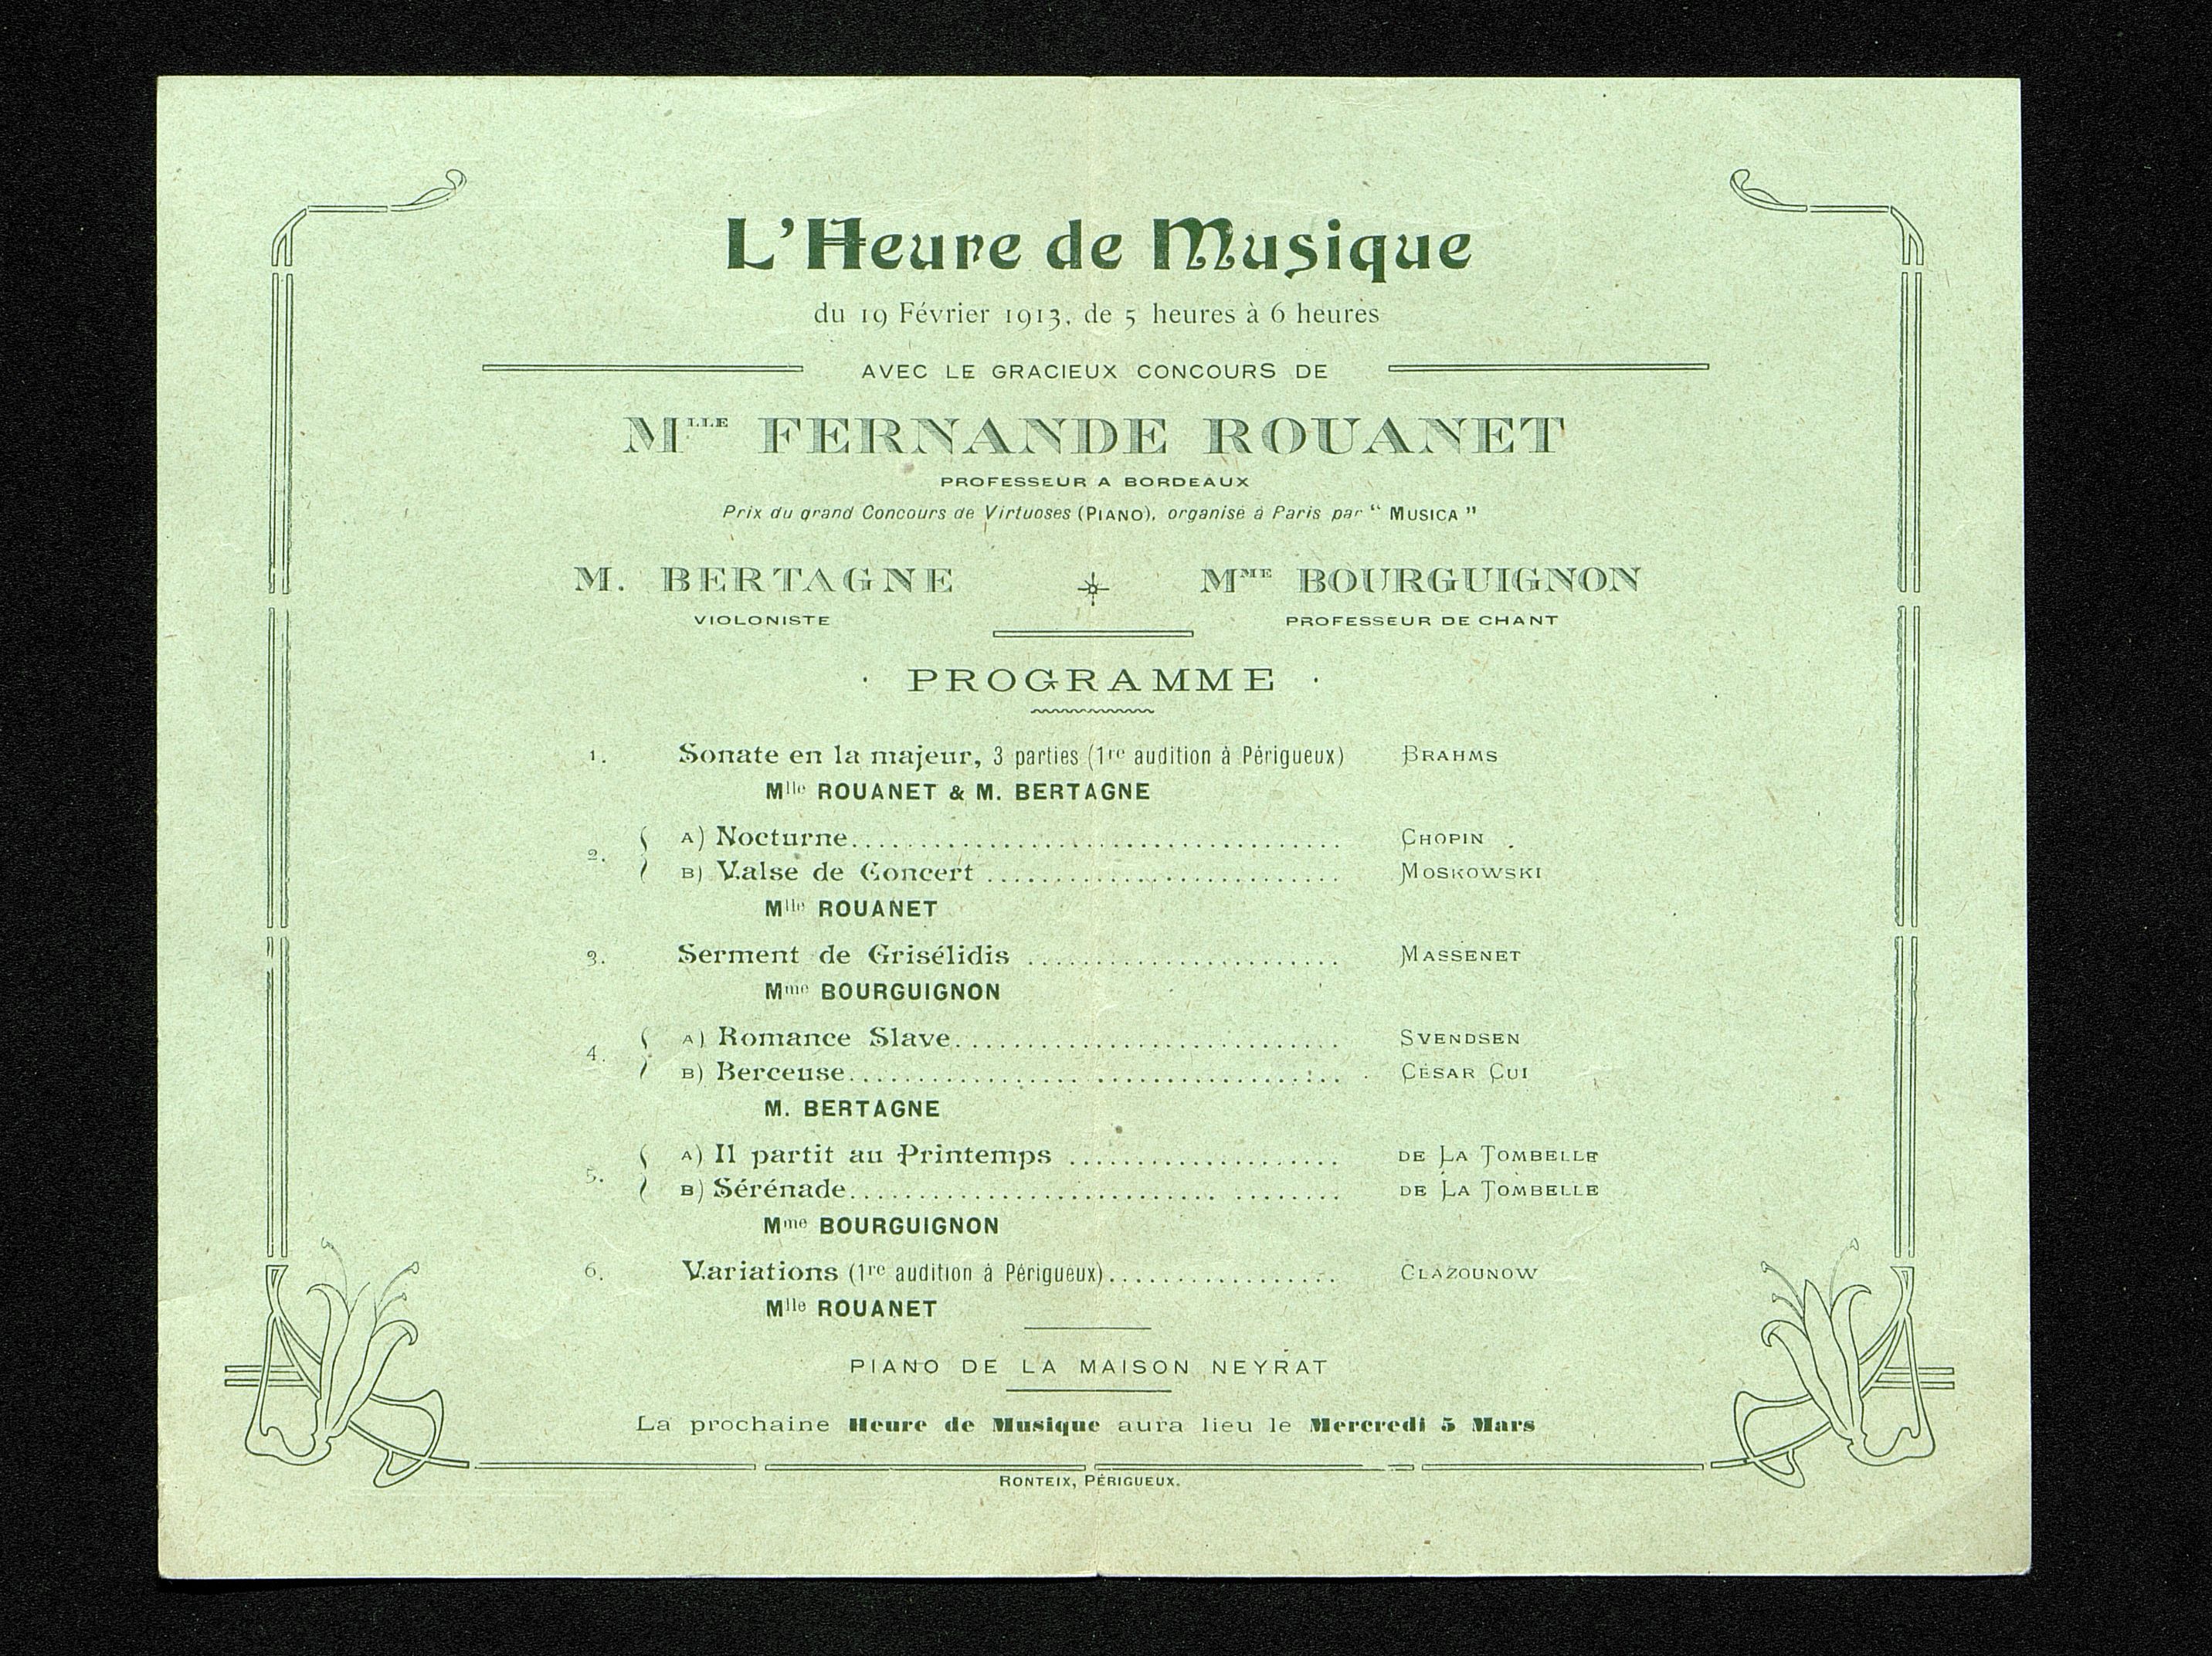 L'Heure de Musique
du 19 Février 1913, de 5 heures à 6 heures
AVEC LE GRACIEUX CONCOURS DE
MLLE FERNANDE ROUANET
PROFESSEUR A BORDEAUX
Prix du grand Concours de Virtuoses (PIANO), organisé à Paris par “ MUSICA ”
M. BERTAGNE MME BOURGUIGNON
VIOLONISTE PROFESSEUR DE CHANT
· PROGRAMME ·
1. Sonate en la majeur, 3 parties (1re audition à Périgueux) BRAHMS
Mlle ROUANET & M. BERTAGNE
2. A) Nocturne.................................... CHOPIN
B) Valse de Concert .......................... MOSKOWSKI
Mlle ROUANET
3. Serment de Grisélidis ....................... MASSENET
Mme BOURGUIGNON
4. A) Romance Slave............................ SVENDSEN
B) Berceuse.................................... CÉSAR CUI
M. BERTAGNE
5. A) Il partit au Printemps .................... DE LA TOMBELLE
B) Sérénade.................................... DE LA TOMBELLE
Mme BOURGUIGNON
6. Variations (1re audition à Périgueux)................. CLAZOUNOW
Mlle ROUANET
PIANO DE LA MAISON NEYRAT
La prochaine Heure de Musique aura lieu le Mercredi 5 Mars
RONTEIX, PÉRIGUEUX.